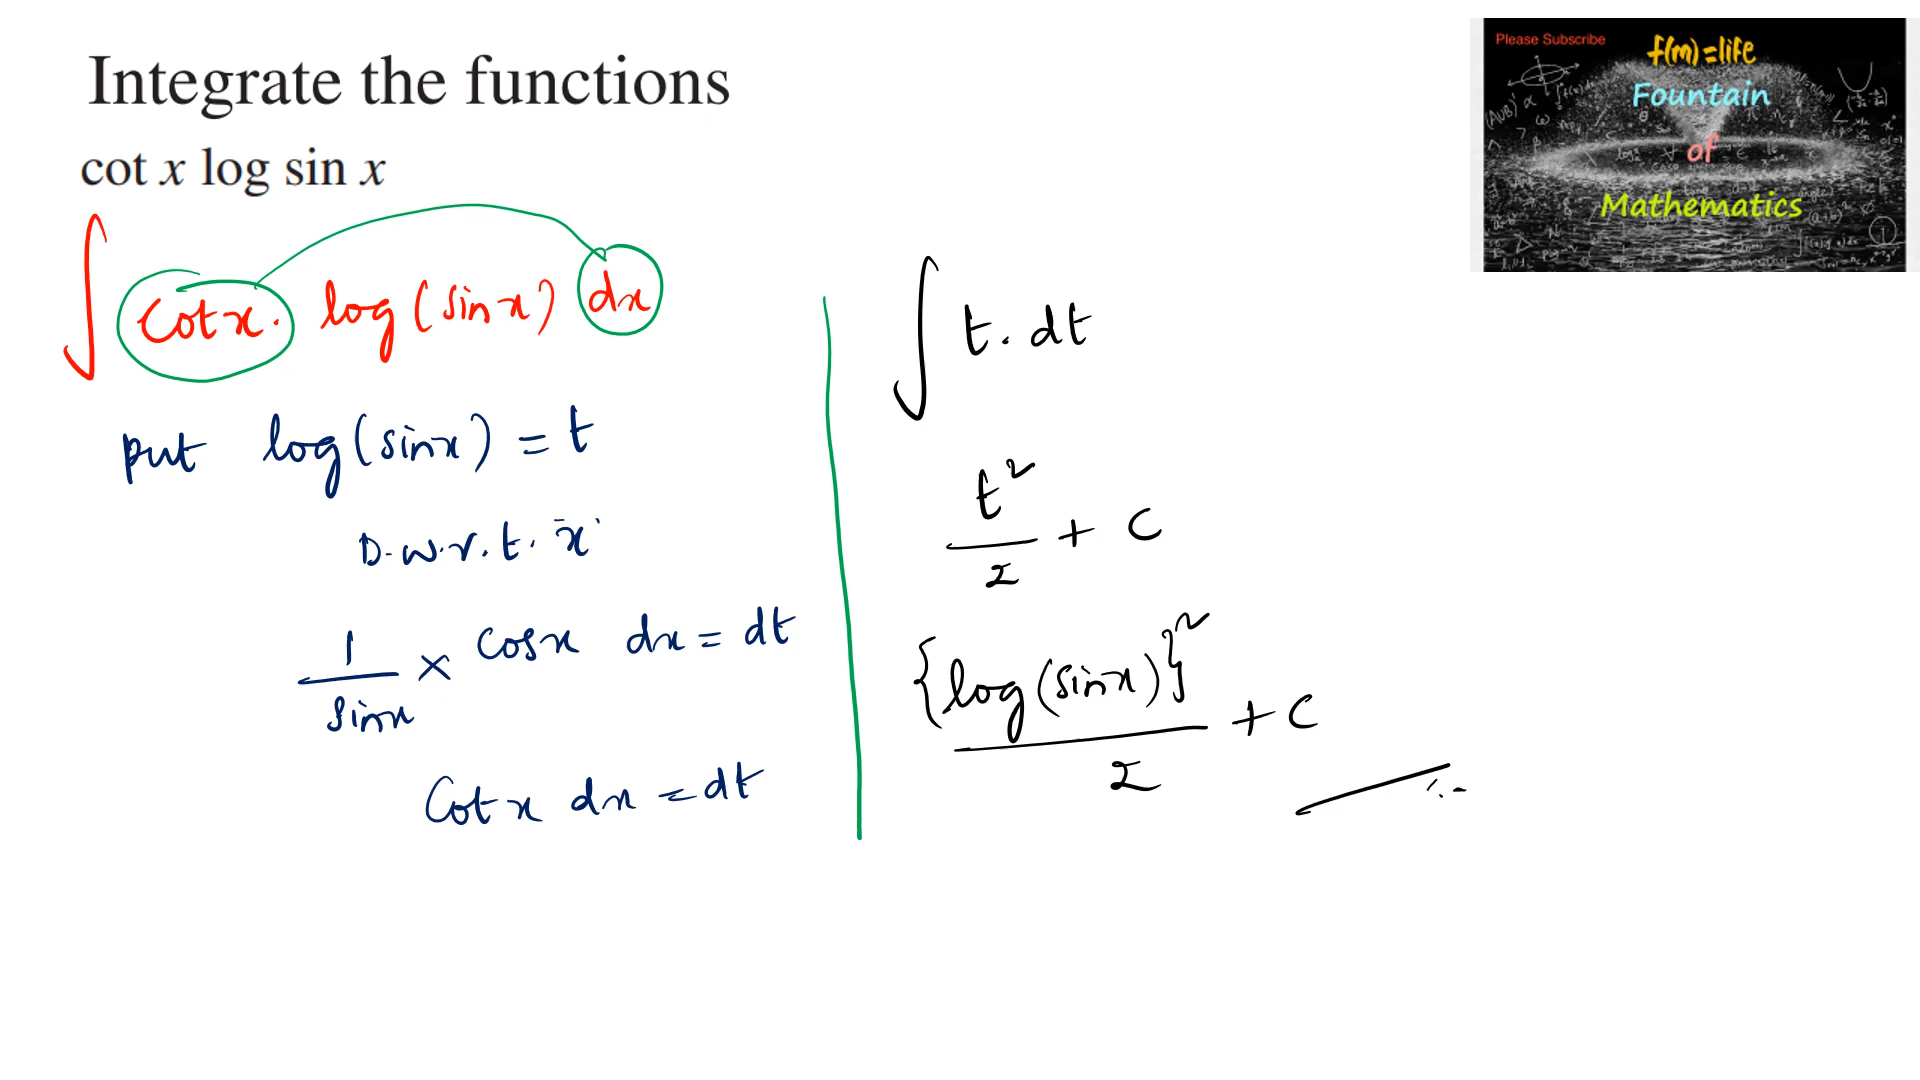 Integrate the functions
cot x log sin x
∫ Cotx. log(sinx) dx
put log(sinx) = t
D.w.r.t. 'x'
1/sinx × Cosx dx = dt
Cotx dx = dt
∫ t. dt
t²/2 + C
{log(sinx)}²/2 + C
Please Subscribe
f(m)=life
Fountain
of
Mathematics